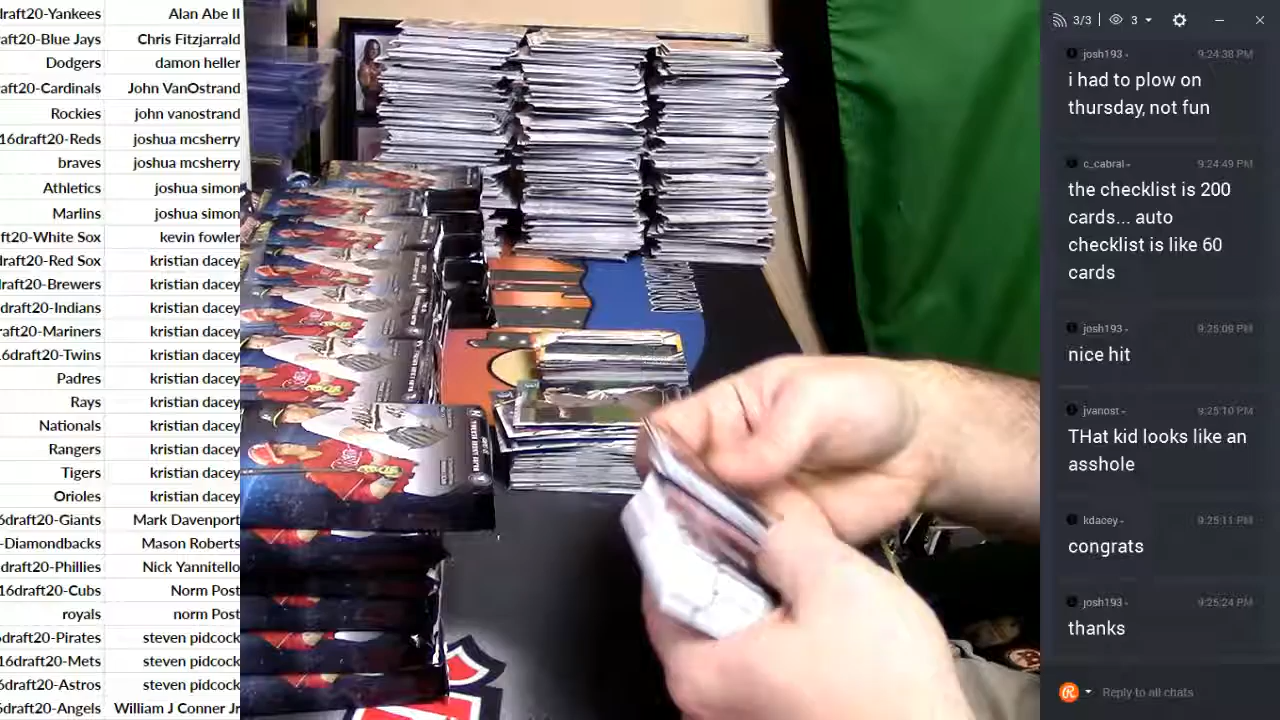 draft20-Yankees Alan Abe II
aft20-Blue Jays Chris Fitzjarrald
Dodgers damon heller
raft20-Cardinals John VanOstrand
Rockies john vanostrand
16draft20-Reds joshua mcsherry
braves joshua mcsherry
Athletics joshua simon
Marlins joshua simon
ft20-White Sox kevin fowler
draft20-Red Sox kristian dacey
draft20-Brewers kristian dacey
draft20-Indians kristian dacey
raft20-Mariners kristian dacey
16draft20-Twins kristian dacey
Padres kristian dacey
Rays kristian dacey
Nationals kristian dacey
Rangers kristian dacey
Tigers kristian dacey
Orioles kristian dacey
6draft20-Giants Mark Davenport
-Diamondbacks Mason Roberts
draft20-Phillies Nick Yannitello
16draft20-Cubs Norm Post
royals norm Post
6draft20-Pirates steven pidcock
16draft20-Mets steven pidcock
6draft20-Astros steven pidcock
6draft20-Angels William J Conner Jr
3/3 3
josh193 - 9:24:38 PM
i had to plow on
thursday, not fun
c_cabral - 9:24:49 PM
the checklist is 200
cards... auto
checklist is like 60
cards
josh193 - 9:25:09 PM
nice hit
jvanost - 9:25:10 PM
THat kid looks like an
asshole
kdacey - 9:25:11 PM
congrats
josh193 - 9:25:24 PM
thanks
Reply to all chats